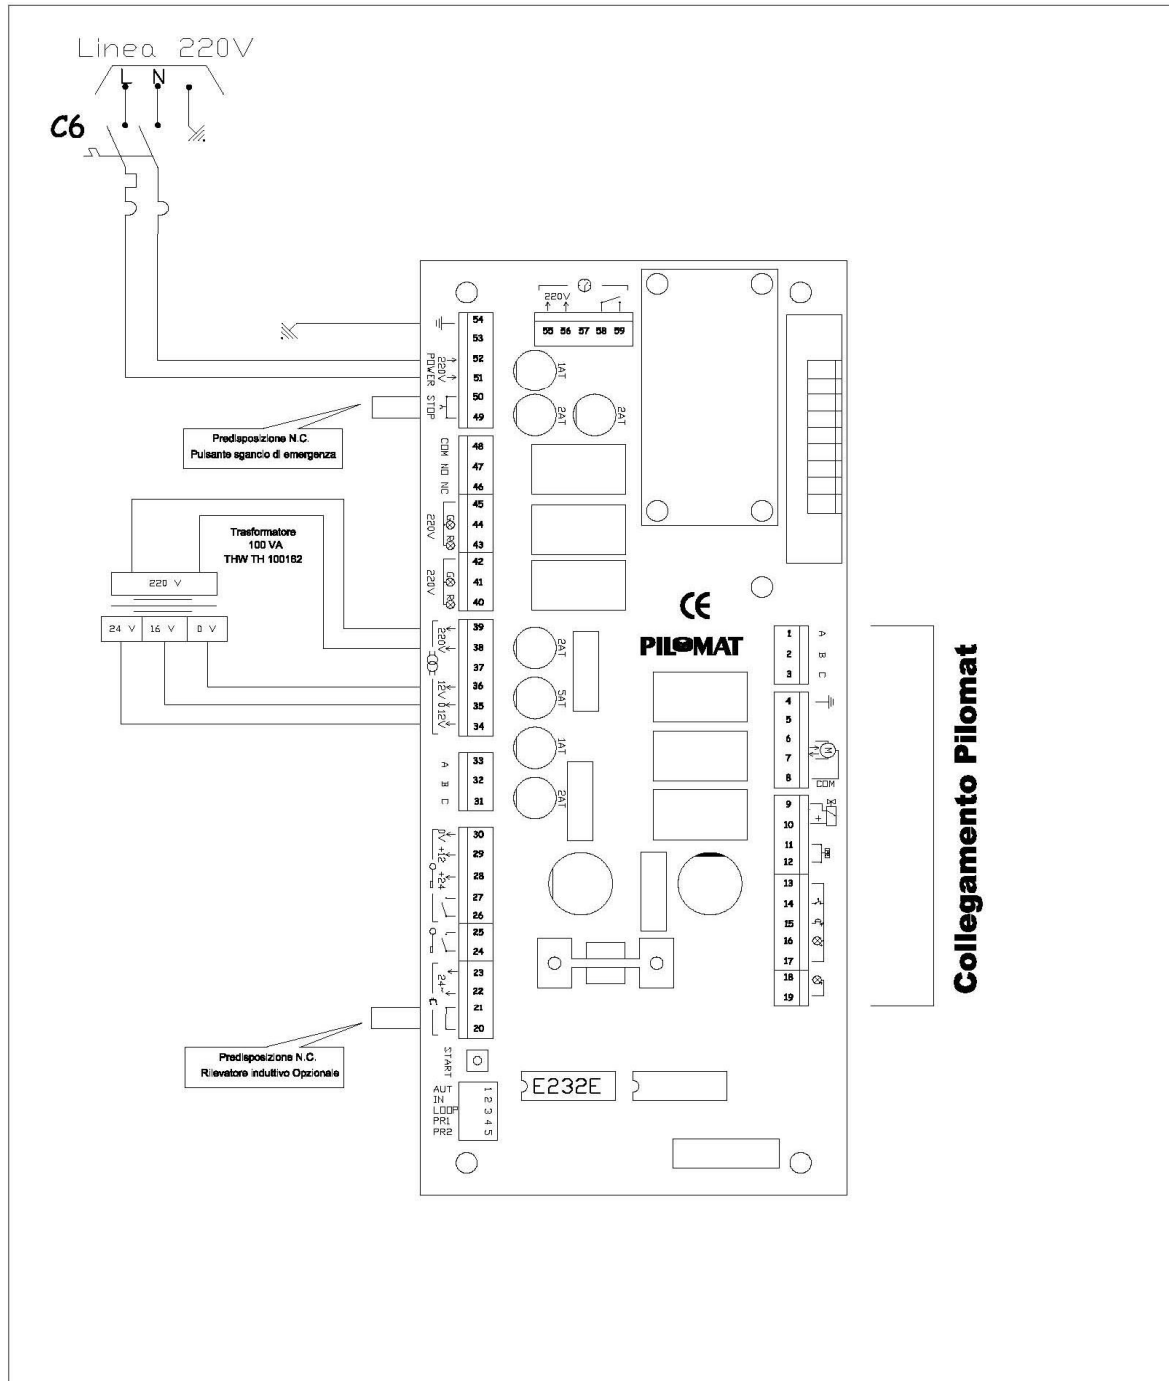 Linea 220V
L N
C6
220V
55 56 57 58 59
54
53
52
51
50
49
220V
POWER
STOP
1AT
2AT
2AT
Predisposizione N.C.
Pulsante sgancio di emergenza
COM NO NC
48
47
46
45
44
43
42
41
40
220V
G
R
220V
G
R
Trasformatore
100 VA
THW TH 100162
220 V
24 V 16 V 0 V
CE
PILOMAT
39
38
37
36
35
34
220V
12V 0 12V
2AT
5AT
1AT
2AT
A
B
C
33
32
31
0V +12 +24
30
29
28
27
26
25
24
23
22
21
20
24~
Predisposizione N.C.
Rilevatore induttivo Opzionale
START
AUT 1
IN 2
LOOP 3
PR1 4
PR2 5
E232E
1 A
2 B
3 C
4
5
6
7
8
M
COM
9
10
+
11
12
13
14
15
16
17
18
19
Collegamento Pilomat